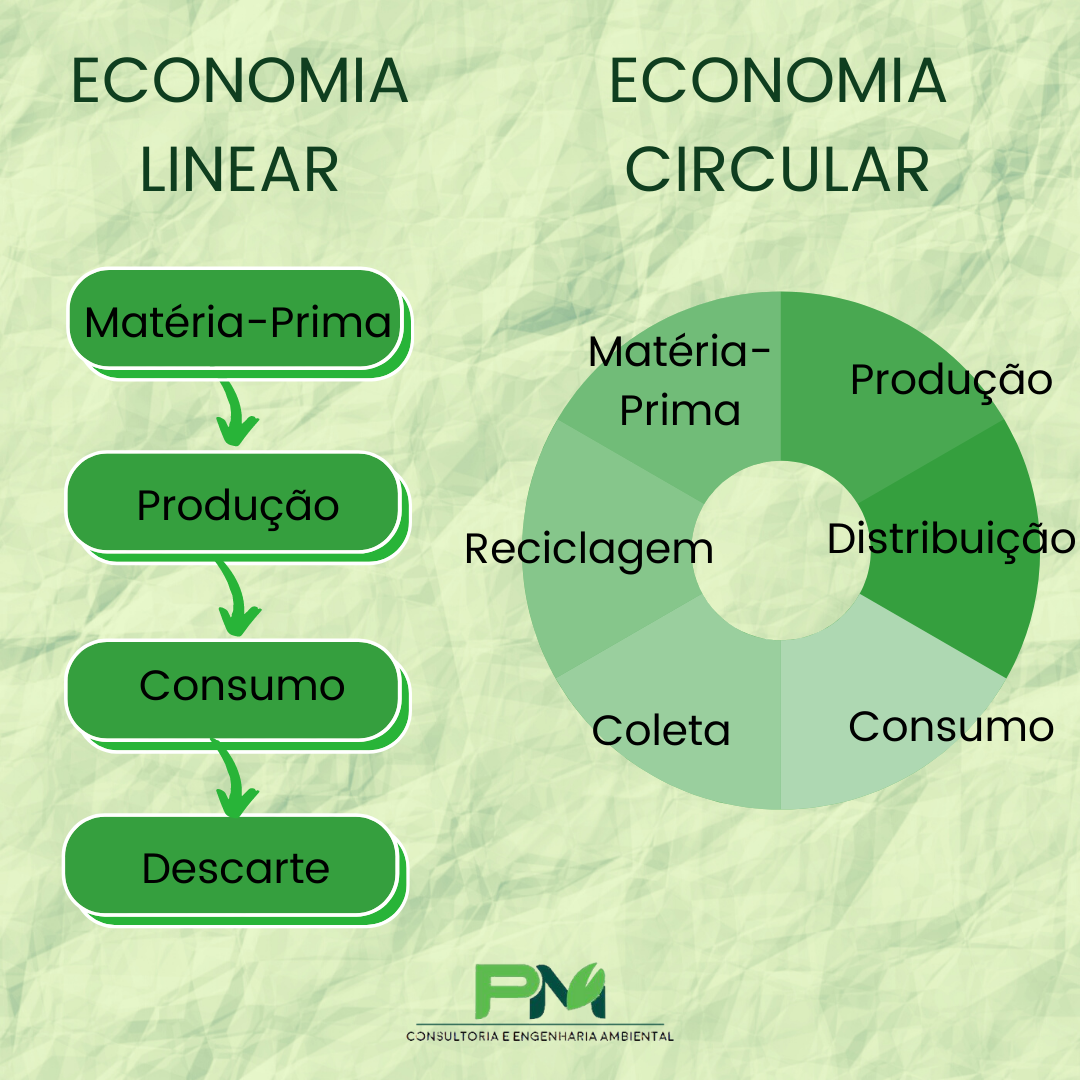 ECONOMIA
LINEAR
Matéria-Prima
Produção
Consumo
Descarte
ECONOMIA
CIRCULAR
Matéria-
Prima
Produção
Distribuição
Consumo
Coleta
Reciclagem
PM
CONSULTORIA E ENGENHARIA AMBIENTAL